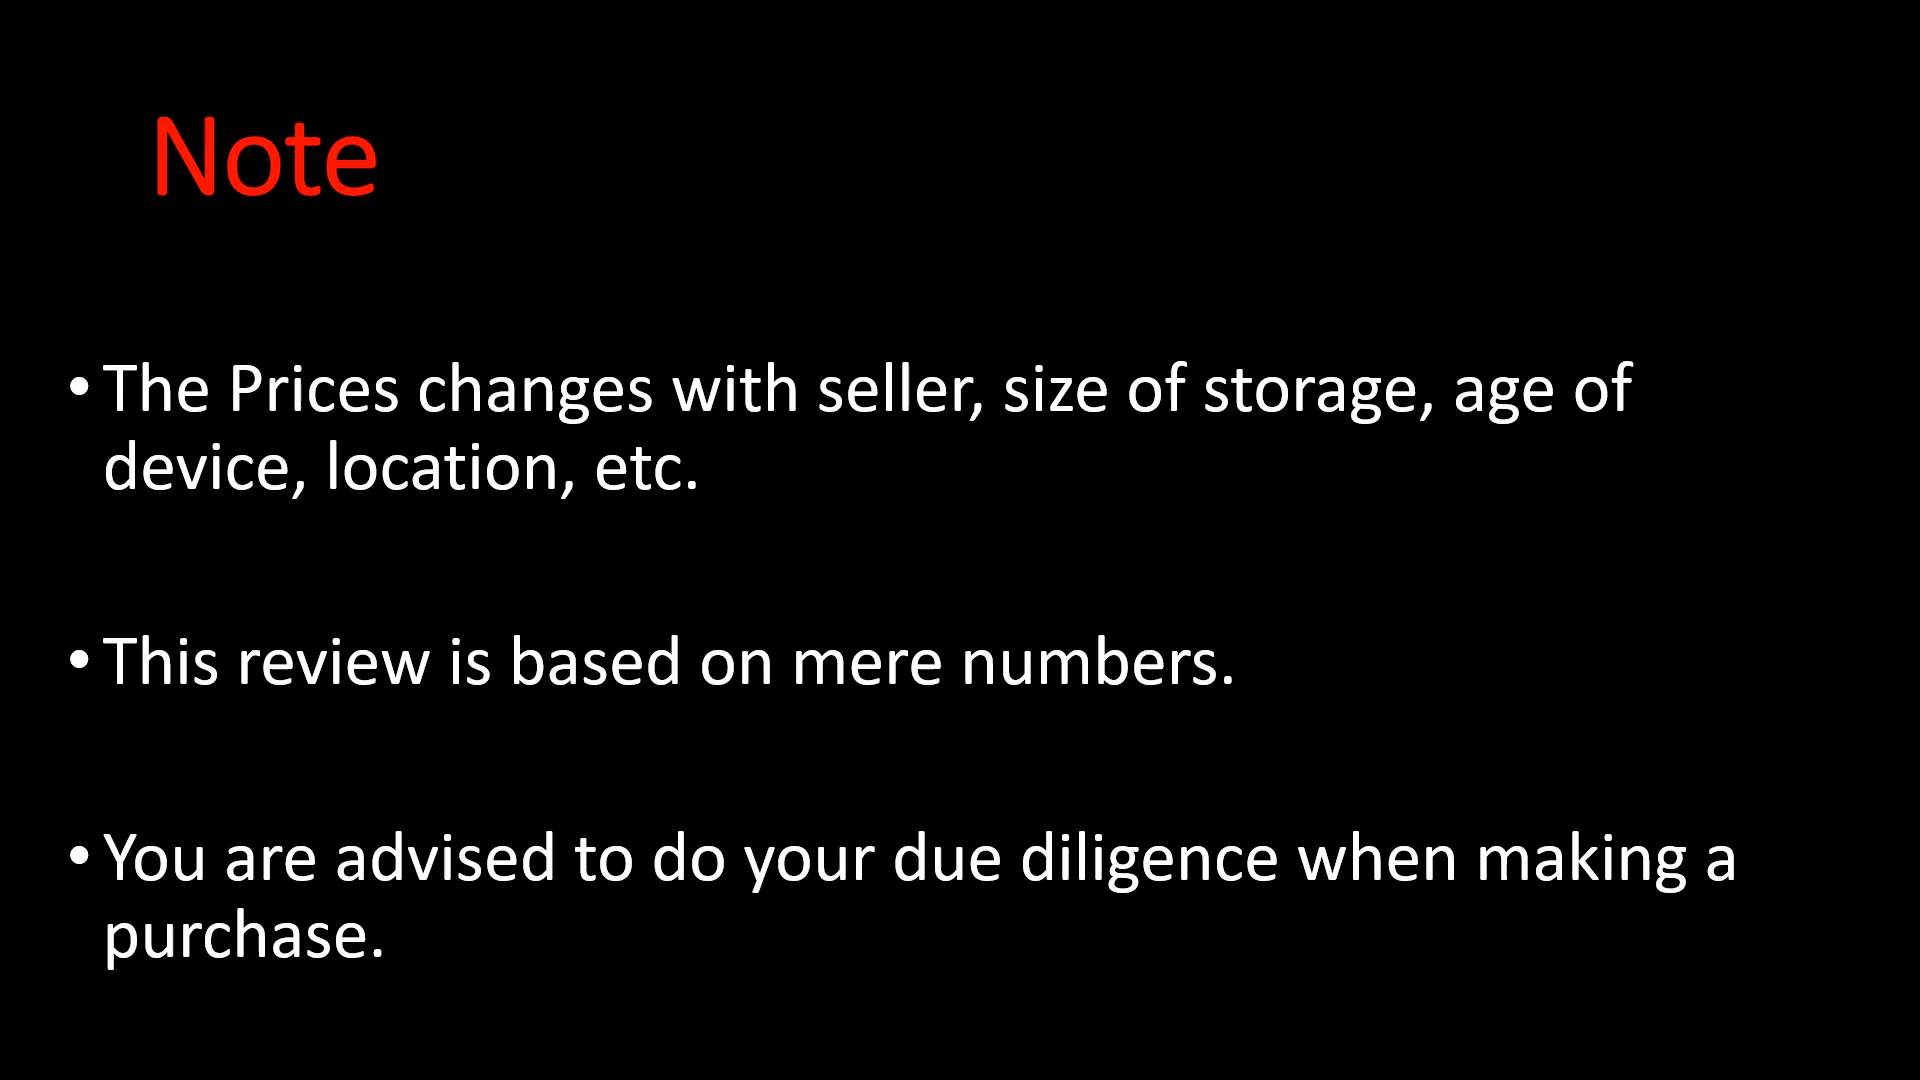 Note
• The Prices changes with seller, size of storage, age of
device, location, etc.
• This review is based on mere numbers.
• You are advised to do your due diligence when making a
purchase.